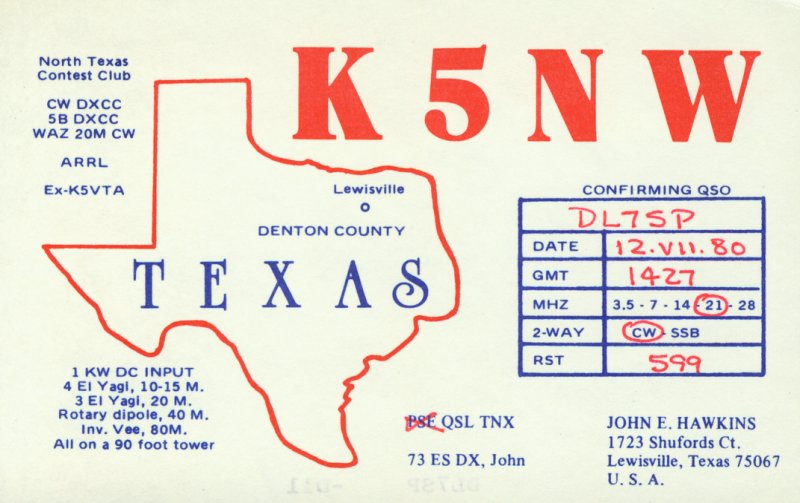 K5NW
North Texas
Contest Club
CW DXCC
5B DXCC
WAZ 20M CW
ARRL
Ex-K5VTA
Lewisville
DENTON COUNTY
TEXAS
CONFIRMING QSO
DL7SP
DATE 12.VII.80
GMT 1427
MHZ 3.5 - 7 - 14 - 21 - 28
2-WAY CW - SSB
RST 599
1 KW DC INPUT
4 El Yagi, 10-15 M.
3 El Yagi, 20 M.
Rotary dipole, 40 M.
Inv. Vee, 80M.
All on a 90 foot tower
PSE QSL TNX
73 ES DX, John
JOHN E. HAWKINS
1723 Shufords Ct.
Lewisville, Texas 75067
U. S. A.